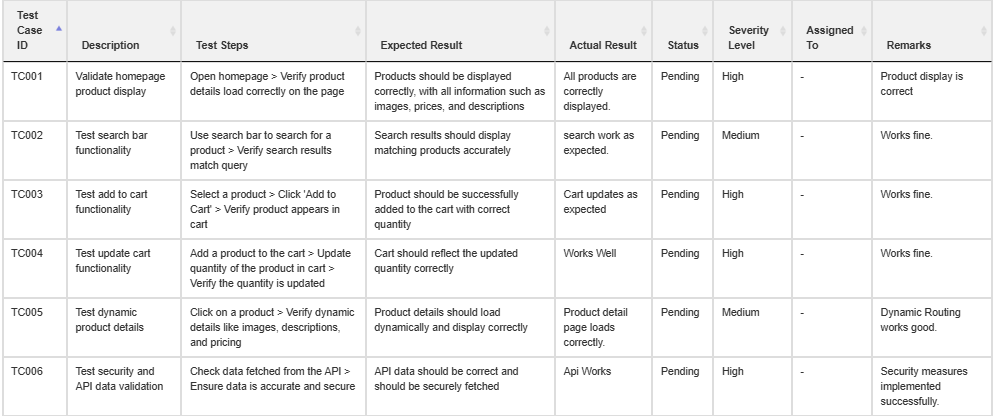 Test Case ID Description Test Steps Expected Result Actual Result Status Severity Level Assigned To Remarks
TC001 Validate homepage product display Open homepage > Verify product details load correctly on the page Products should be displayed correctly, with all information such as images, prices, and descriptions All products are correctly displayed. Pending High - Product display is correct
TC002 Test search bar functionality Use search bar to search for a product > Verify search results match query Search results should display matching products accurately search work as expected. Pending Medium - Works fine.
TC003 Test add to cart functionality Select a product > Click 'Add to Cart' > Verify product appears in cart Product should be successfully added to the cart with correct quantity Cart updates as expected Pending High - Works fine.
TC004 Test update cart functionality Add a product to the cart > Update quantity of the product in cart > Verify the quantity is updated Cart should reflect the updated quantity correctly Works Well Pending High - Works fine.
TC005 Test dynamic product details Click on a product > Verify dynamic details like images, descriptions, and pricing Product details should load dynamically and display correctly Product detail page loads correctly. Pending Medium - Dynamic Routing works good.
TC006 Test security and API data validation Check data fetched from the API > Ensure data is accurate and secure API data should be correct and should be securely fetched Api Works Pending High - Security measures implemented successfully.